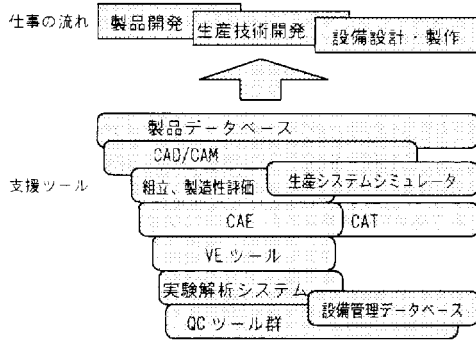 仕事の流れ
製品開発
生産技術開発
設備設計・製作
製品データベース
CAD/CAM
支援ツール
組立、製造性評価
生産システムシミュレータ
CAE
CAT
VE ツール
実験解析システム
設備管理データベース
QC ツール群